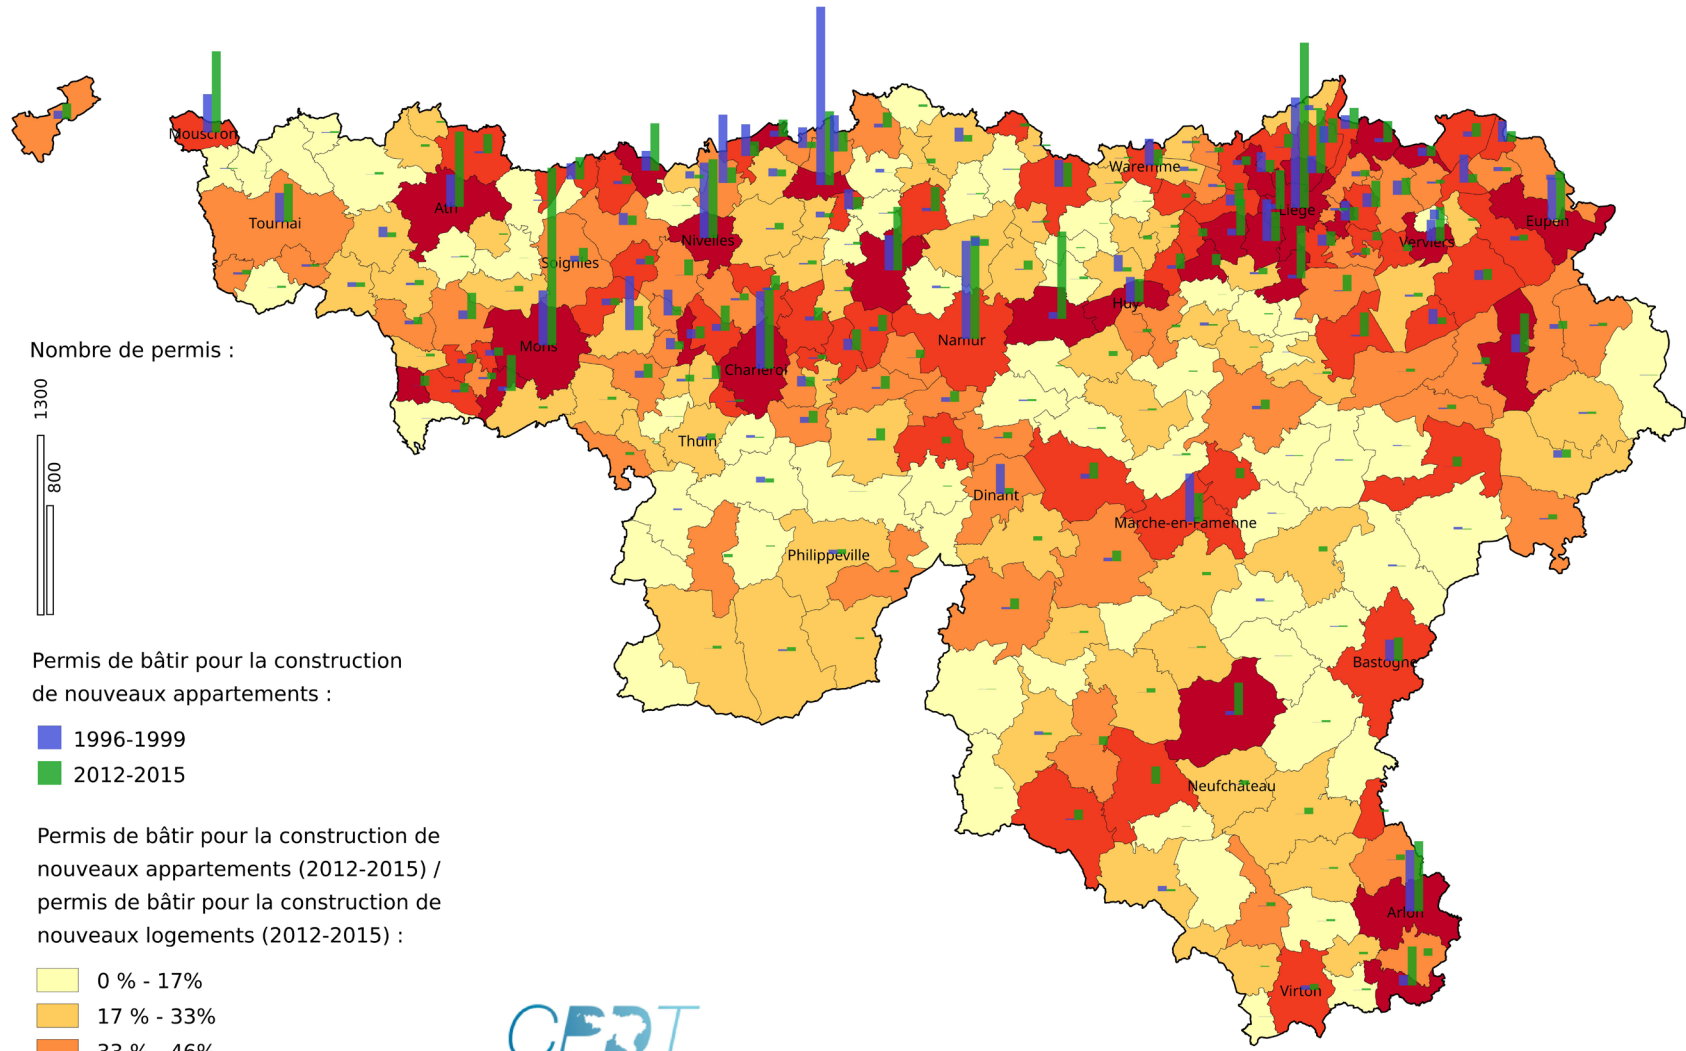 Mouscron
Tournai
Ath
Soignies
Nivelles
Waremme
Liège
Verviers
Eupen
Mons
Charleroi
Namur
Huy
Thuin
Dinant
Marche-en-Famenne
Philippeville
Bastogne
Neufchâteau
Arlon
Virton
Nombre de permis :
1300
800
Permis de bâtir pour la construction
de nouveaux appartements :
1996-1999
2012-2015
Permis de bâtir pour la construction de
nouveaux appartements (2012-2015) /
permis de bâtir pour la construction de
nouveaux logements (2012-2015) :
0 % - 17%
17 % - 33%
33 % - 46%
CPDT